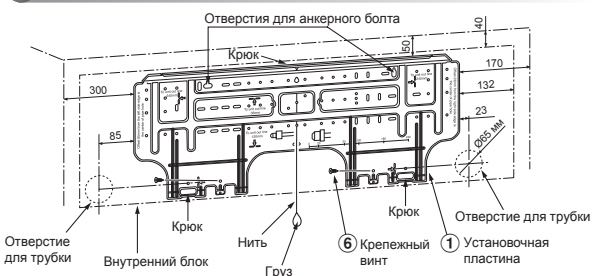 Отверстия для анкерного болта
40
50
Крюк
170
300
132
23
85
Ø65 мм
Крюк
Крюк
Отверстие для трубки
Отверстие
для трубки
Внутренний блок
Нить
Груз
6 Крепежный
винт
1 Установочная
пластина